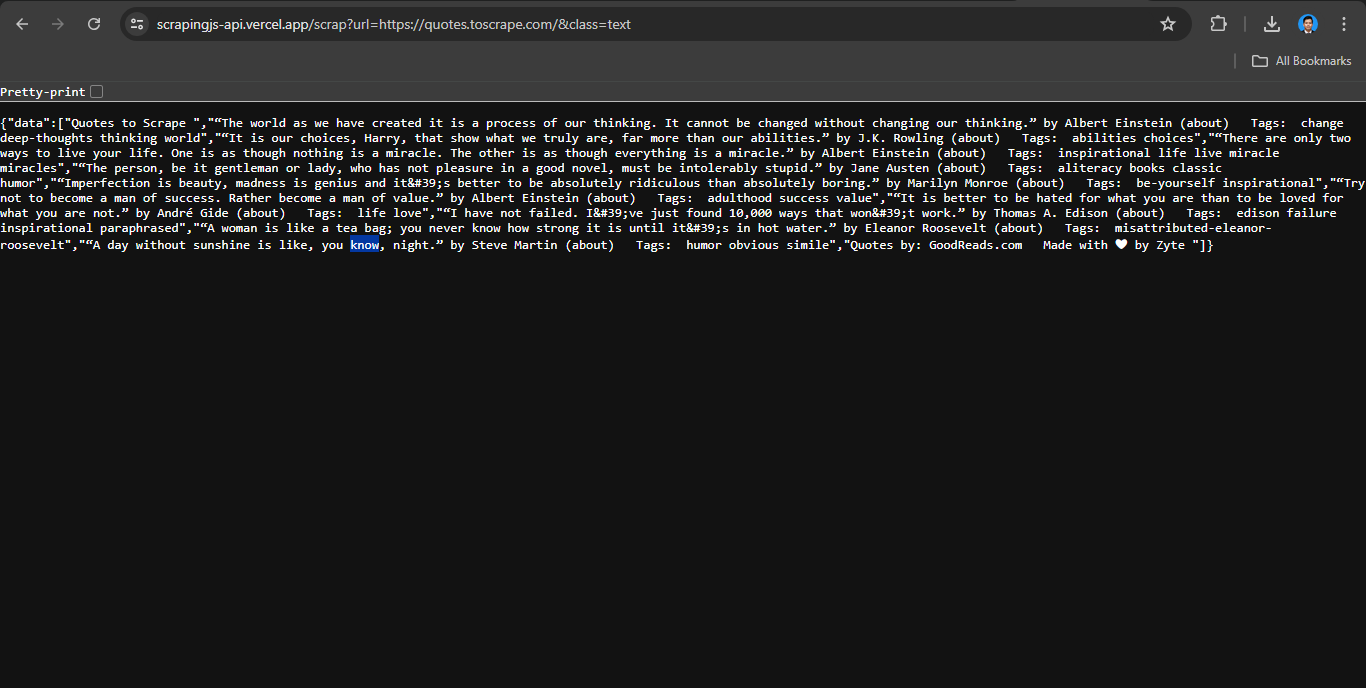 scrapingjs-api.vercel.app/scrap?url=https://quotes.toscrape.com/&class=text
All Bookmarks
Pretty-print
{"data":["Quotes to Scrape ","“The world as we have created it is a process of our thinking. It cannot be changed without changing our thinking.” by Albert Einstein (about)   Tags:  change
deep-thoughts thinking world","“It is our choices, Harry, that show what we truly are, far more than our abilities.” by J.K. Rowling (about)   Tags:  abilities choices","“There are only two
ways to live your life. One is as though nothing is a miracle. The other is as though everything is a miracle.” by Albert Einstein (about)   Tags:  inspirational life live miracle
miracles","“The person, be it gentleman or lady, who has not pleasure in a good novel, must be intolerably stupid.” by Jane Austen (about)   Tags:  aliteracy books classic
humor","“Imperfection is beauty, madness is genius and it&#39;s better to be absolutely ridiculous than absolutely boring.” by Marilyn Monroe (about)   Tags:  be-yourself inspirational","“Try
not to become a man of success. Rather become a man of value.” by Albert Einstein (about)   Tags:  adulthood success value","“It is better to be hated for what you are than to be loved for
what you are not.” by André Gide (about)   Tags:  life love","“I have not failed. I&#39;ve just found 10,000 ways that won&#39;t work.” by Thomas A. Edison (about)   Tags:  edison failure
inspirational paraphrased","“A woman is like a tea bag; you never know how strong it is until it&#39;s in hot water.” by Eleanor Roosevelt (about)   Tags:  misattributed-eleanor-
roosevelt","“A day without sunshine is like, you know, night.” by Steve Martin (about)   Tags:  humor obvious simile","Quotes by: GoodReads.com   Made with ❤ by Zyte "]}